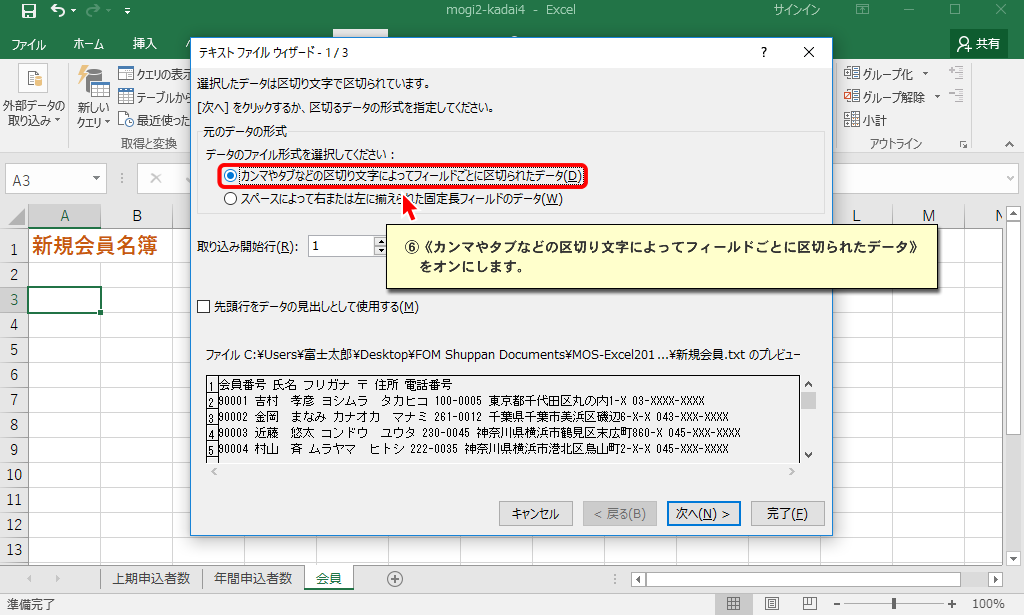 mogi2-kadai4 - Excel
サインイン
ファイル
ホーム
挿入
共有
テキスト ファイル ウィザード - 1 / 3
?
外部データの
取り込み
新しい
クエリ
クエリの表示
テーブルから
最近使った
取得と変換
グループ化
グループ解除
小計
アウトライン
選択したデータは区切り文字で区切られています。
[次へ] をクリックするか、区切るデータの形式を指定してください。
元のデータの形式
データのファイル形式を選択してください：
カンマやタブなどの区切り文字によってフィールドごとに区切られたデータ(D)
スペースによって右または左に揃えられた固定長フィールドのデータ(W)
取り込み開始行(R):
1
⑥《カンマやタブなどの区切り文字によってフィールドごとに区切られたデータ》
をオンにします。
先頭行をデータの見出しとして使用する(M)
ファイル C:¥Users¥富士太郎¥Desktop¥FOM Shuppan Documents¥MOS-Excel201 ...¥新規会員.txt のプレビュー
1 会員番号 氏名 フリガナ 〒 住所 電話番号
2 90001 吉村　孝彦 ヨシムラ　タカヒコ 100-0005 東京都千代田区丸の内1-X 03-XXXX-XXXX
3 90002 金岡　まなみ カナオカ　マナミ 261-0012 千葉県千葉市美浜区磯辺6-X-X 043-XXX-XXXX
4 90003 近藤　悠太 コンドウ　ユウタ 230-0045 神奈川県横浜市鶴見区末広町860-X 045-XXX-XXXX
5 90004 村山　斉 ムラヤマ　ヒトシ 222-0035 神奈川県横浜市港北区鳥山町2-X-X 045-XXX-XXXX
キャンセル
< 戻る(B)
次へ(N) >
完了(F)
A3
A
B
L
M
N
1
新規会員名簿
2
3
4
5
6
7
8
9
10
11
12
13
上期申込者数
年間申込者数
会員
準備完了
100%